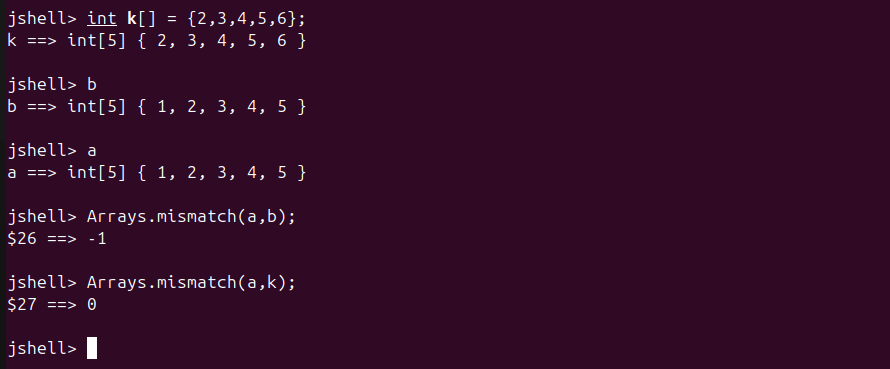 jshell> int k[] = {2,3,4,5,6};
k ==> int[5] { 2, 3, 4, 5, 6 }
jshell> b
b ==> int[5] { 1, 2, 3, 4, 5 }
jshell> a
a ==> int[5] { 1, 2, 3, 4, 5 }
jshell> Arrays.mismatch(a,b);
$26 ==> -1
jshell> Arrays.mismatch(a,k);
$27 ==> 0
jshell>